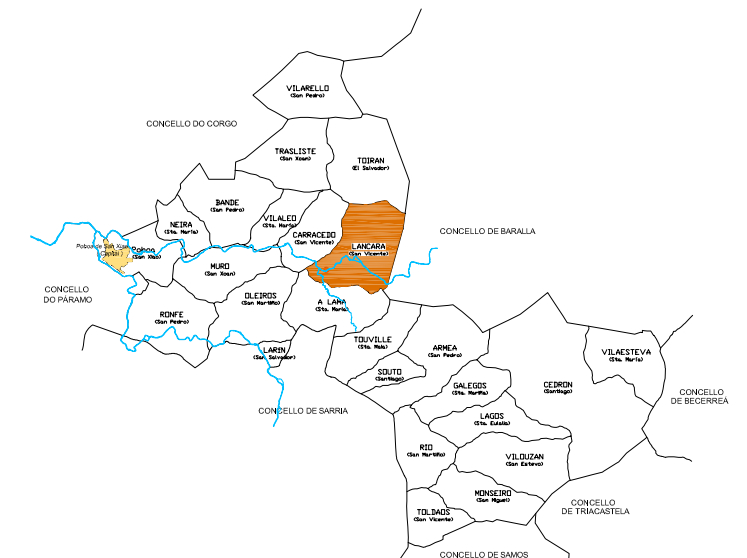 VILARELLO
(San Pedro)
CONCELLO DO CORGO
TRASLISTE
(San Xoan)
TOIRAN
(El Salvador)
BANDE
(San Pedro)
NEIRA
(Sta. María)
VILALEO
(Sta. María)
CARRACEDO
(San Vicente)
CONCELLO DE BARALLA
LANCARA
(San Vicente)
Poboa de San Xiao
(Capital)
Poboa
(San Xiao)
MURO
(San Xoan)
CONCELLO
DO PÁRAMO
OLEIROS
(San Martiño)
A LAMA
(Sta. María)
RONFE
(San Pedro)
LARIN
(San Salvador)
TOUVILLE
(Sta. Maia)
ARMEA
(San Pedro)
VILAESTEVA
(Sta. María)
SOUTO
(Santiago)
GALEGOS
(Sta. Mariña)
CEDRON
(Santiago)
CONCELLO
DE BECERREÁ
CONCELLO DE SARRIA
LAGOS
(Sta. Eulalia)
RIO
(San Martiño)
VILOUZAN
(San Estevo)
MONSEIRO
(San Miguel)
TOLDAOS
(San Vicente)
CONCELLO
DE TRIACASTELA
CONCELLO DE SAMOS